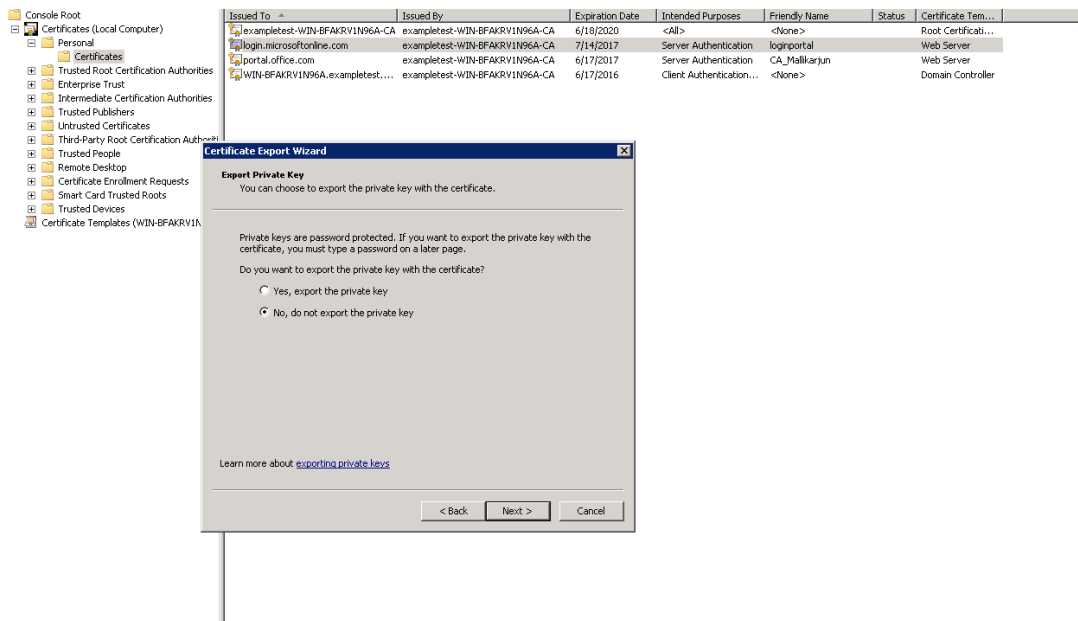 Console Root
Certificates (Local Computer)
Personal
Certificates
Trusted Root Certification Authorities
Enterprise Trust
Intermediate Certification Authorities
Trusted Publishers
Untrusted Certificates
Third-Party Root Certification Authoriti
Trusted People
Remote Desktop
Certificate Enrollment Requests
Smart Card Trusted Roots
Trusted Devices
Certificate Templates (WIN-BFAKRV1N
Issued To Issued By Expiration Date Intended Purposes Friendly Name Status Certificate Tem...
exampletest-WIN-BFAKRV1N96A-CA exampletest-WIN-BFAKRV1N96A-CA 6/18/2020 <All> <None> Root Certificati...
login.microsoftonline.com exampletest-WIN-BFAKRV1N96A-CA 7/14/2017 Server Authentication loginportal Web Server
portal.office.com exampletest-WIN-BFAKRV1N96A-CA 6/17/2017 Server Authentication CA_Mallikarjun Web Server
WIN-BFAKRV1N96A.exampletest.... exampletest-WIN-BFAKRV1N96A-CA 6/17/2016 Client Authentication... <None> Domain Controller
Certificate Export Wizard
Export Private Key
You can choose to export the private key with the certificate.
Private keys are password protected. If you want to export the private key with the
certificate, you must type a password on a later page.
Do you want to export the private key with the certificate?
Yes, export the private key
No, do not export the private key
Learn more about exporting private keys
< Back Next > Cancel